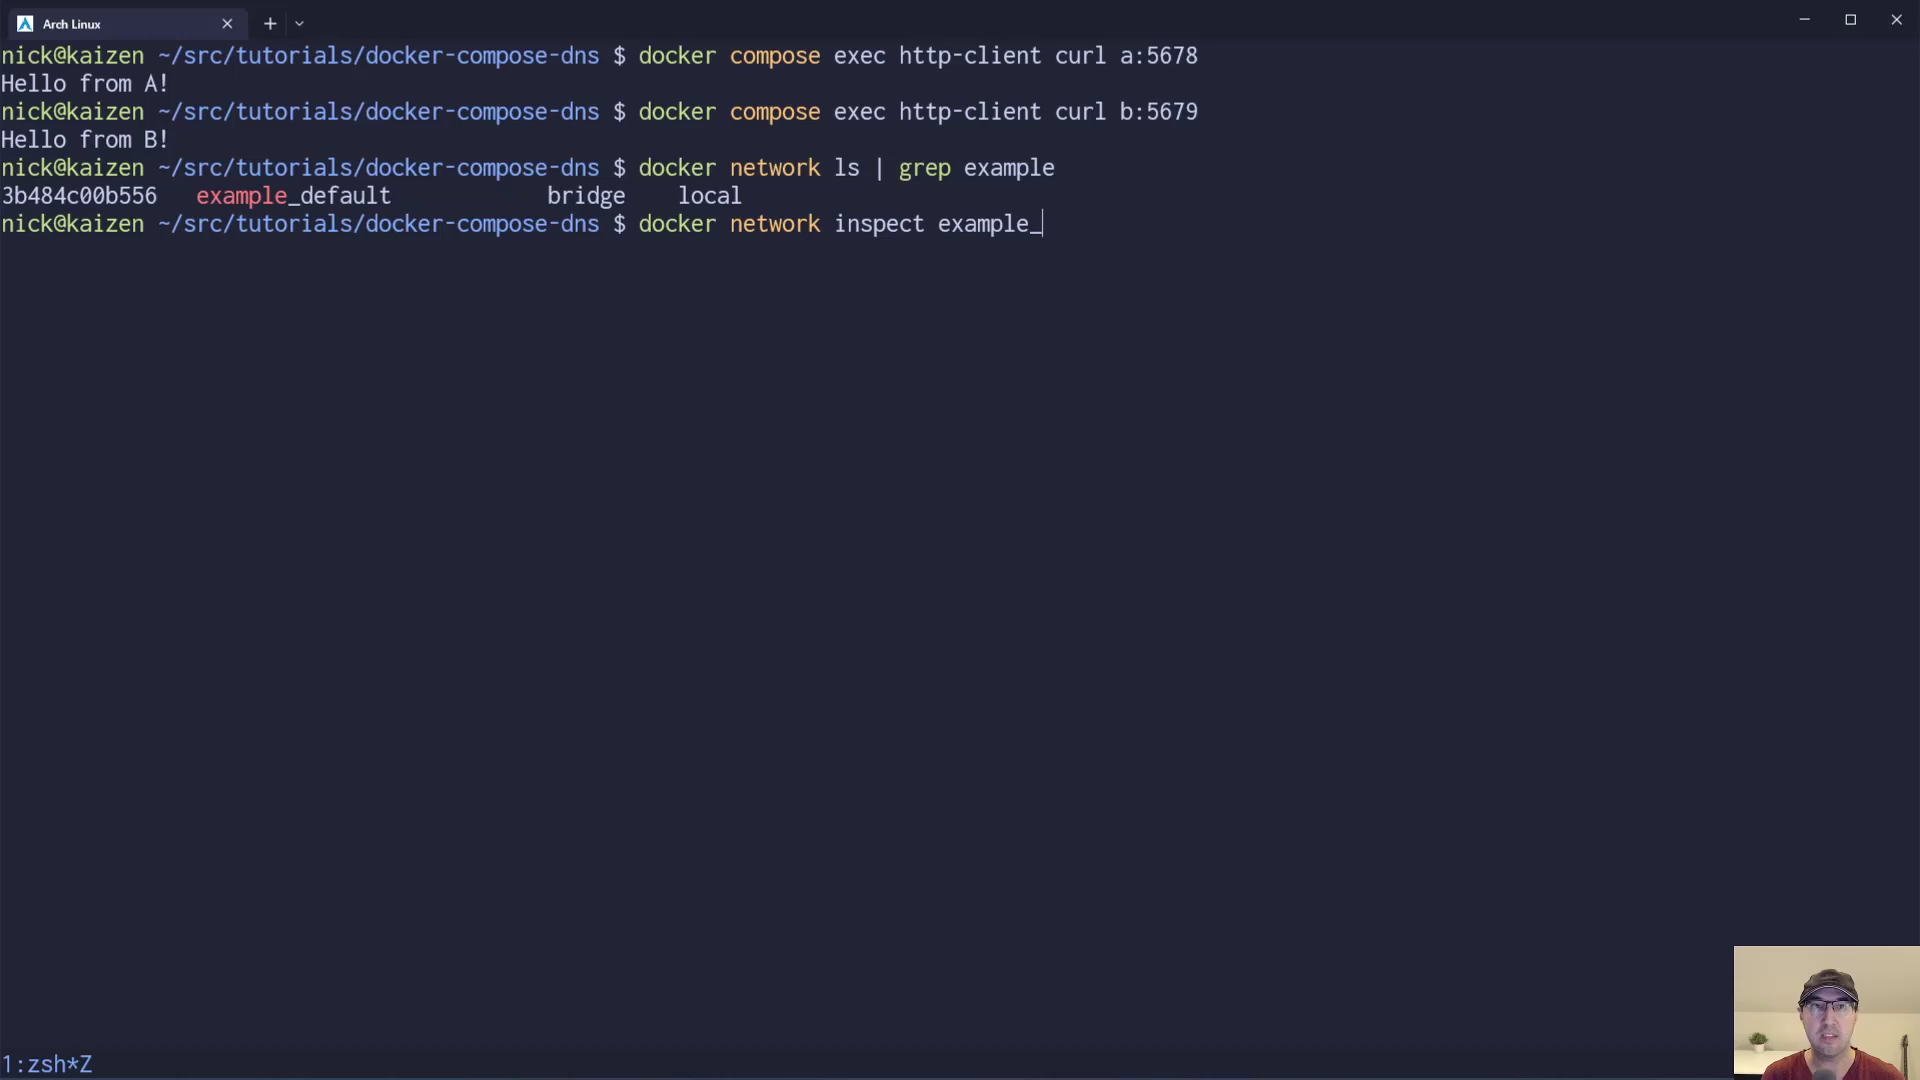 Arch Linux
nick@kaizen ~/src/tutorials/docker-compose-dns $ docker compose exec http-client curl a:5678
Hello from A!
nick@kaizen ~/src/tutorials/docker-compose-dns $ docker compose exec http-client curl b:5679
Hello from B!
nick@kaizen ~/src/tutorials/docker-compose-dns $ docker network ls | grep example
3b484c00b556   example_default            bridge    local
nick@kaizen ~/src/tutorials/docker-compose-dns $ docker network inspect example_
1:zsh*Z